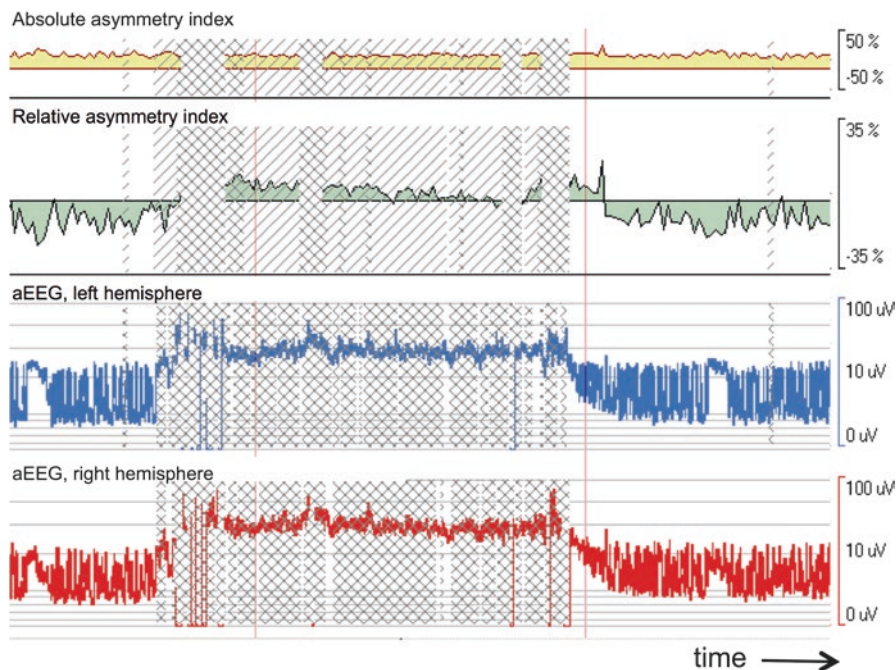 Absolute asymmetry index
50 %
-50 %
Relative asymmetry index
35 %
-35 %
aEEG, left hemisphere
100 uV
10 uV
0 uV
aEEG, right hemisphere
100 uV
10 uV
0 uV
time